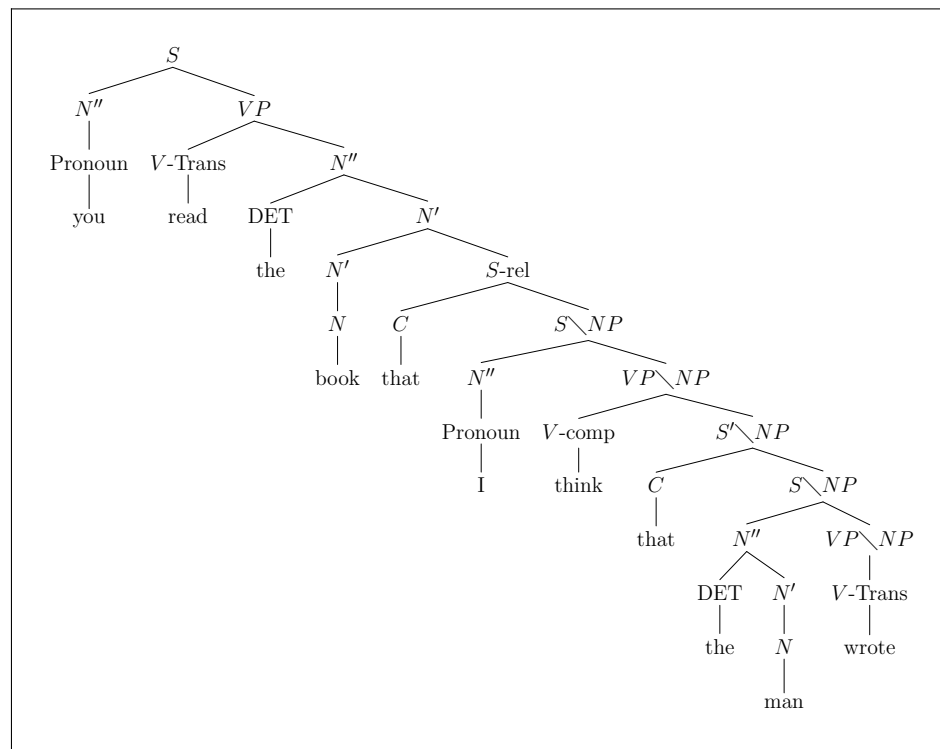 S
N″ VP
Pronoun V-Trans N″
you read DET N′
the N′ S-rel
N C S\NP
book that N″ VP\NP
Pronoun V-comp S′\NP
I think C S\NP
that N″ VP\NP
DET N′ V-Trans
the N wrote
man